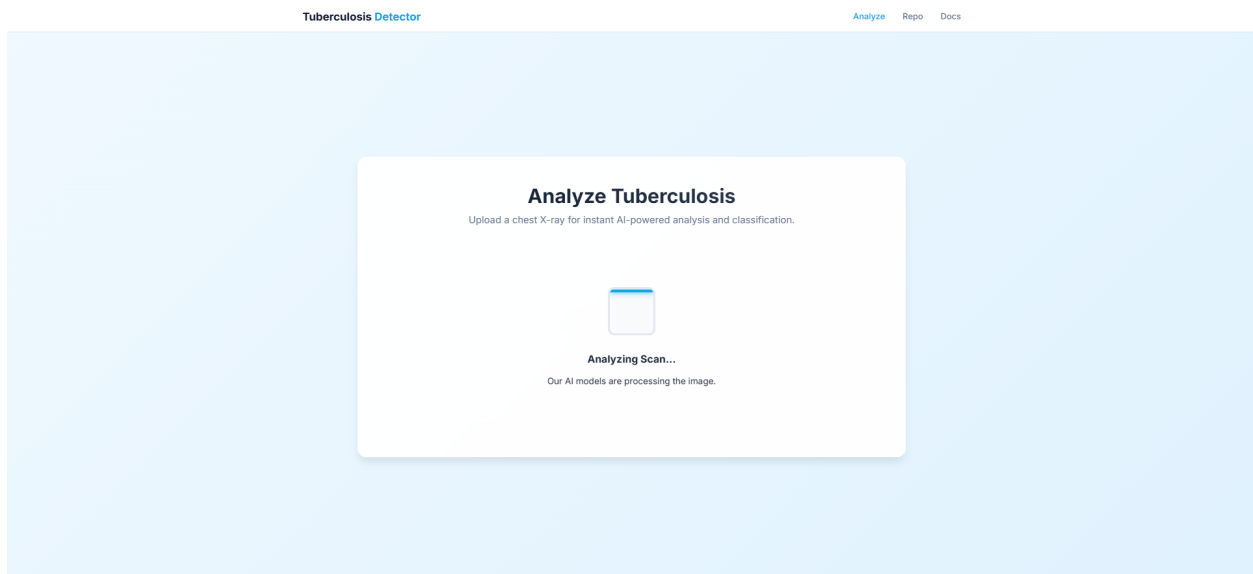 Tuberculosis Detector
Analyze Repo Docs
Analyze Tuberculosis
Upload a chest X-ray for instant AI-powered analysis and classification.
Analyzing Scan...
Our AI models are processing the image.